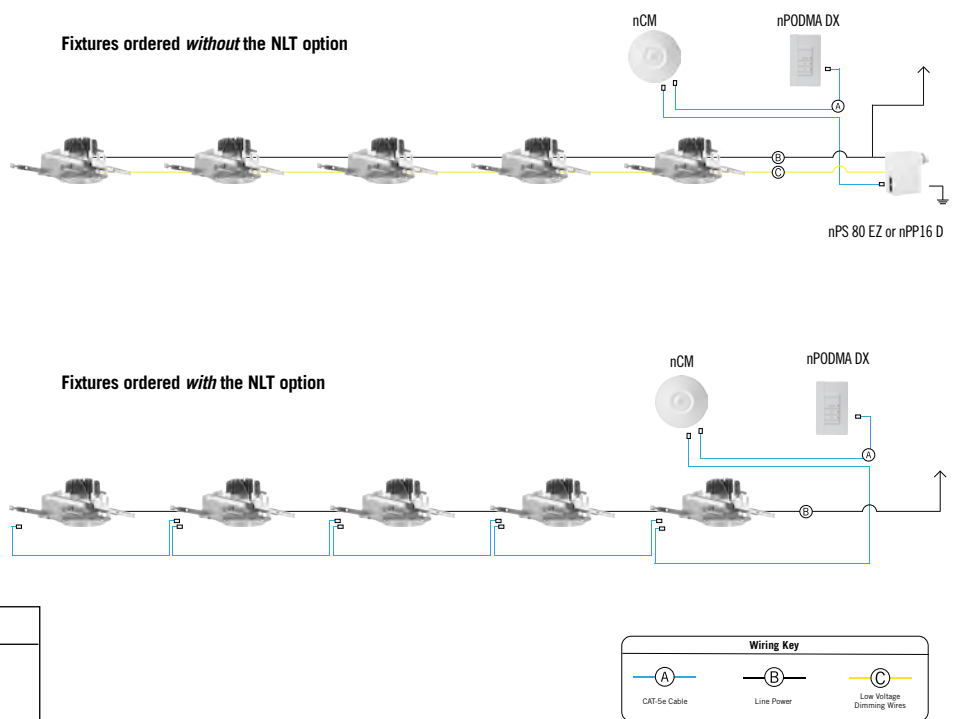 nCM
nPODMA DX
Fixtures ordered without the NLT option
A
B
C
nPS 80 EZ or nPP16 D
nCM
nPODMA DX
Fixtures ordered with the NLT option
A
B
Wiring Key
A
B
C
CAT-5e Cable
Line Power
Low Voltage
Dimming Wires